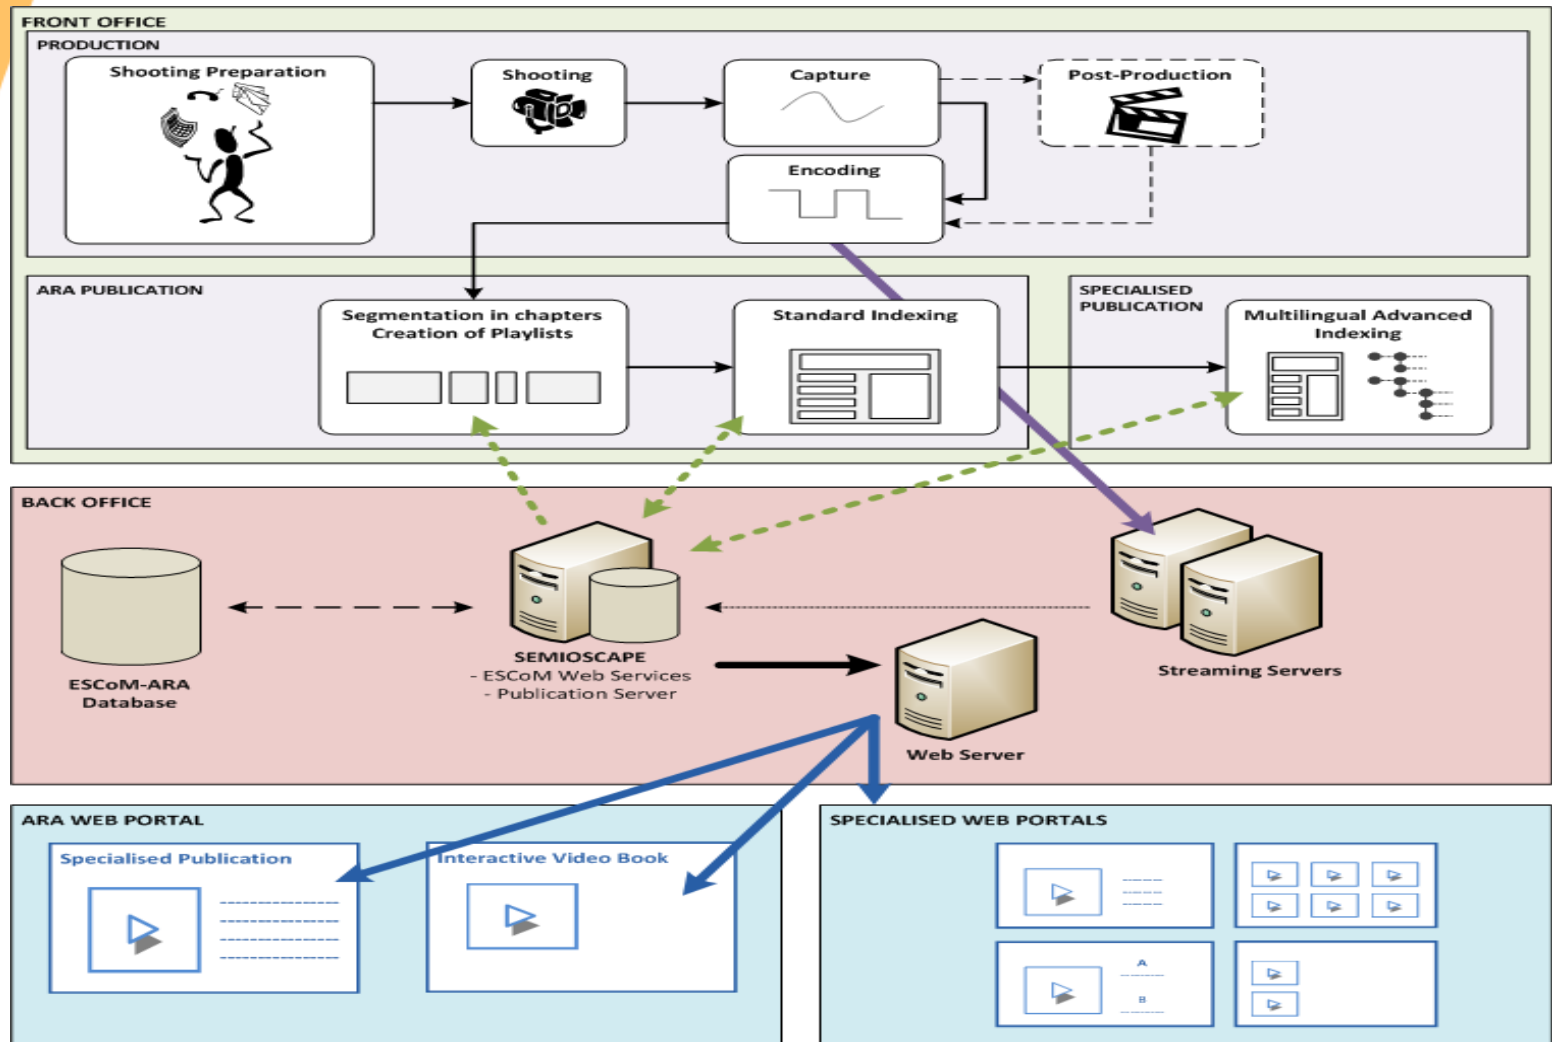 FRONT OFFICE
PRODUCTION
Shooting Preparation
Shooting
Capture
Post-Production
Encoding
ARA PUBLICATION
Segmentation in chapters
Creation of Playlists
Standard Indexing
SPECIALISED
PUBLICATION
Multilingual Advanced
Indexing
BACK OFFICE
ESCoM-ARA
Database
SEMIOSCAPE
- ESCoM Web Services
- Publication Server
Web Server
Streaming Servers
ARA WEB PORTAL
Specialised Publication
Interactive Video Book
SPECIALISED WEB PORTALS
A
B